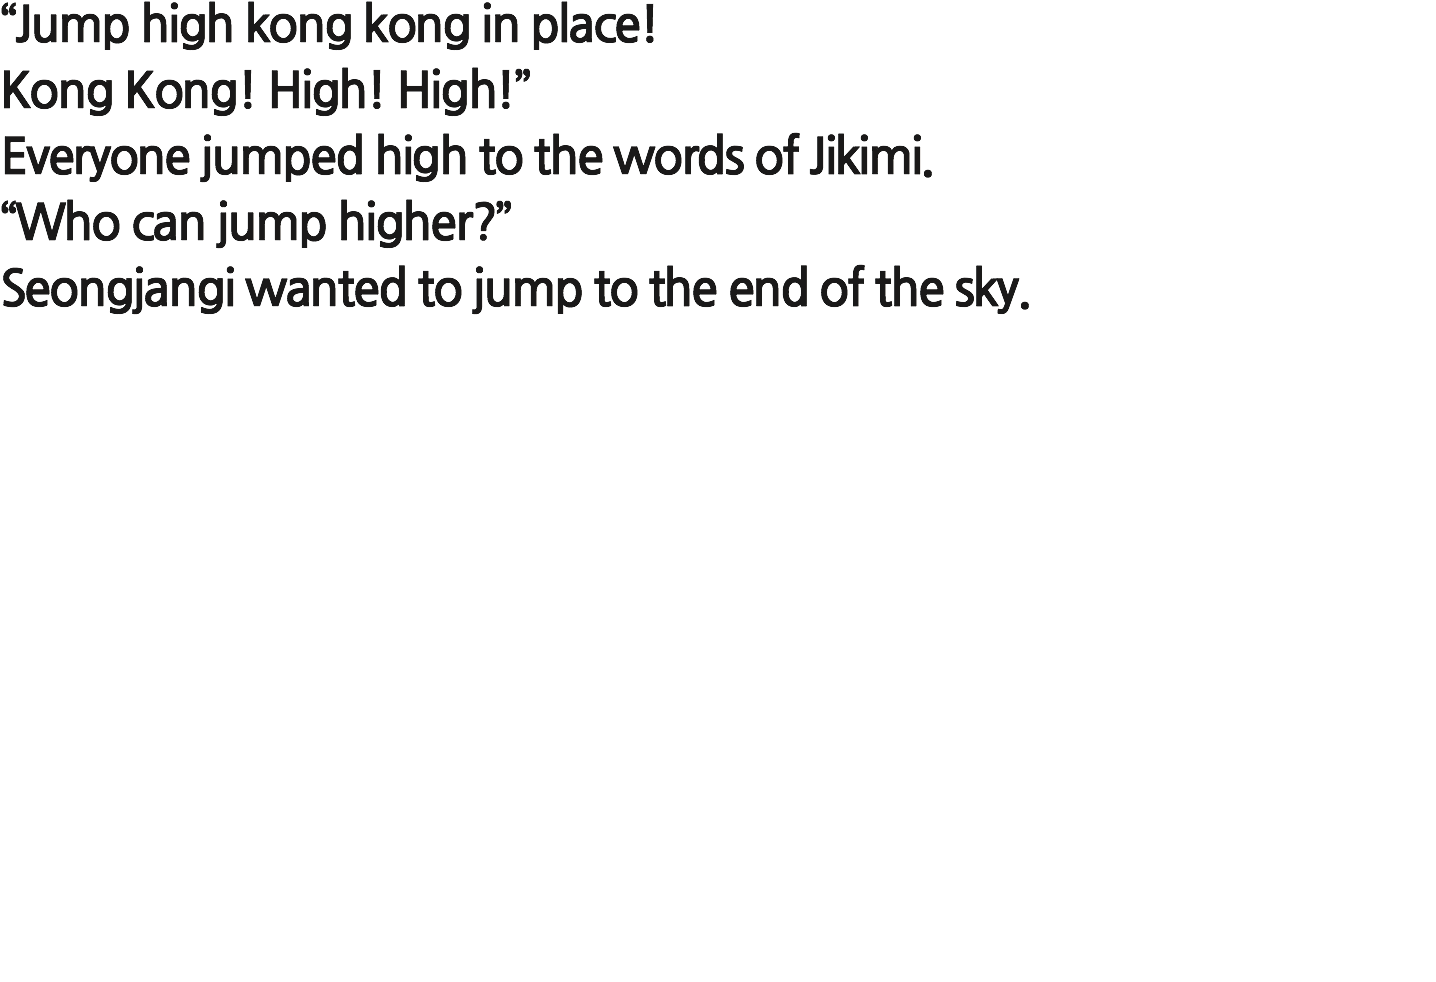 “Jump high kong kong in place!
Kong Kong! High! High!”
Everyone jumped high to the words of Jikimi.
“Who can jump higher?”
Seongjangi wanted to jump to the end of the sky.